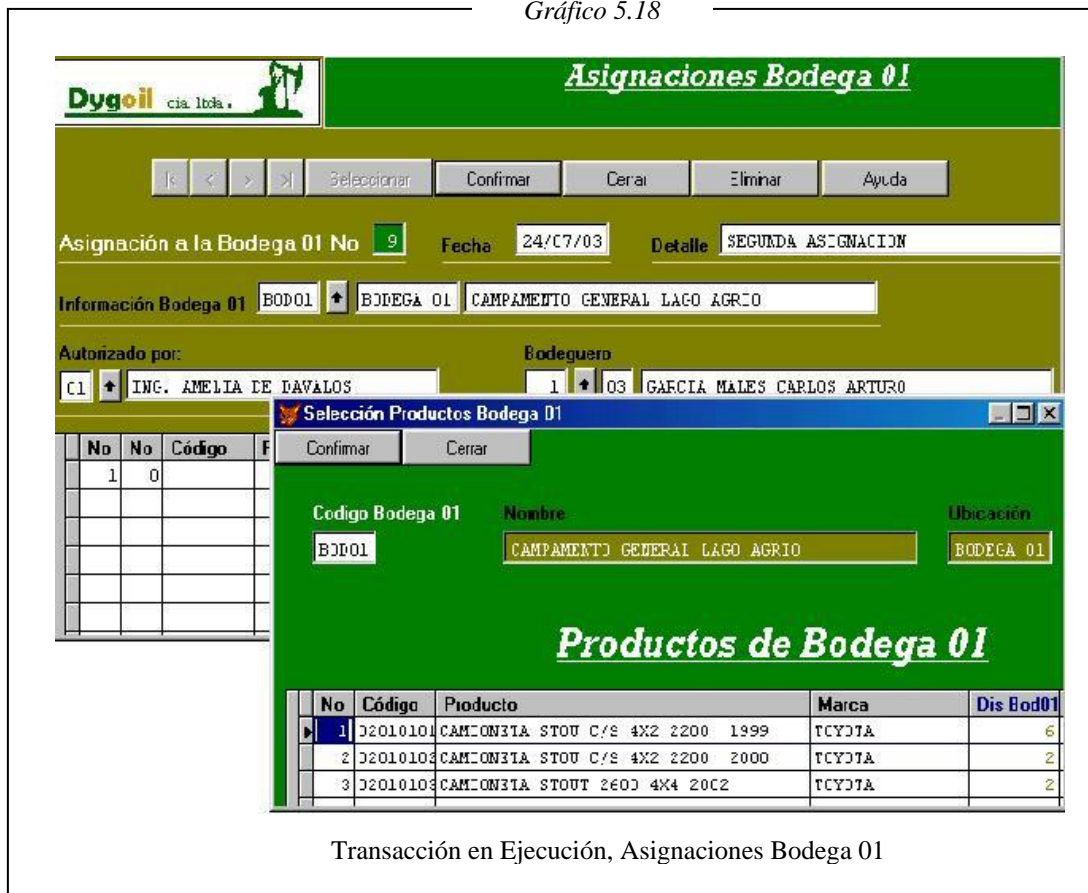 Gráfico 5.18
Dygoil cia. ltda.
Asignaciones Bodega 01
|< < > >| Seleccionar Confirmar Cerrar Eliminar Ayuda
Asignación a la Bodega 01 No 9 Fecha 24/07/03 Detalle SEGUNDA ASIGNACION
Información Bodega 01 BOD01 BODEGA 01 CAMPAMENTO GENERAL LAGO AGRIO
Autorizado por: Bodeguero
01 ING. AMELIA DE DAVALOS 1 03 GARCIA MALES CARLOS ARTURO
Selección Productos Bodega 01
No No Código
1 0
Confirmar Cerrar
Codigo Bodega 01 Nombre Ubicación
BOD01 CAMPAMENTO GENERAL LAGO AGRIO BODEGA 01
Productos de Bodega 01
No Código Producto Marca Dis Bod01
1 02010101 CAMIONETA STOU C/S 4X2 2200 1999 TOYOTA 6
2 CAMIONETA STOU C/S 4X2 2200 2000 TOYOTA 2
3 CAMIONETA STOUT 2600 4X4 2002 TOYOTA 2
Transacción en Ejecución, Asignaciones Bodega 01